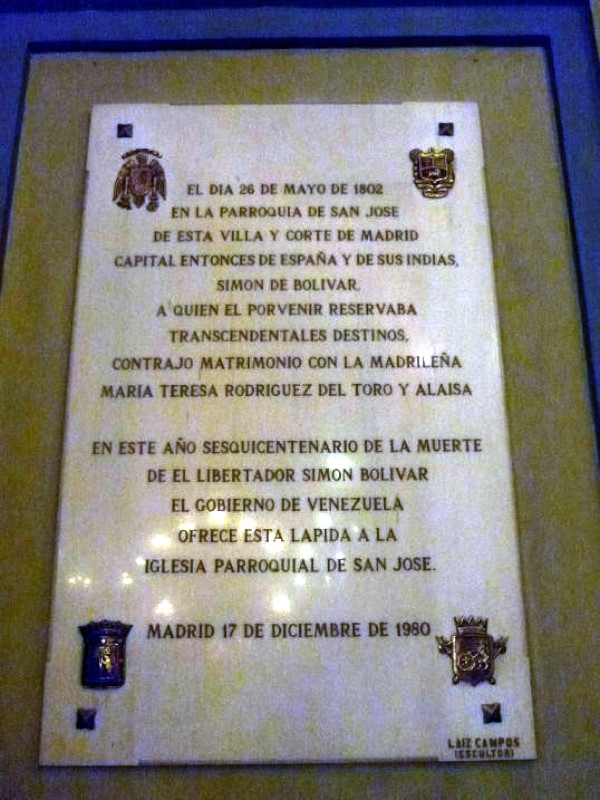 EL DIA 26 DE MAYO DE 1802
EN LA PARROQUIA DE SAN JOSE
DE ESTA VILLA Y CORTE DE MADRID
CAPITAL ENTONCES DE ESPAÑA Y DE SUS INDIAS,
SIMON DE BOLIVAR,
A QUIEN EL PORVENIR RESERVABA
TRANSCENDENTALES DESTINOS,
CONTRAJO MATRIMONIO CON LA MADRILEÑA
MARIA TERESA RODRIGUEZ DEL TORO Y ALAISA
EN ESTE AÑO SESQUICENTENARIO DE LA MUERTE
DE EL LIBERTADOR SIMON BOLIVAR
EL GOBIERNO DE VENEZUELA
OFRECE ESTA LAPIDA A LA
IGLESIA PARROQUIAL DE SAN JOSE.
MADRID 17 DE DICIEMBRE DE 1980
LAIZ CAMPOS
(ESCULTOR)